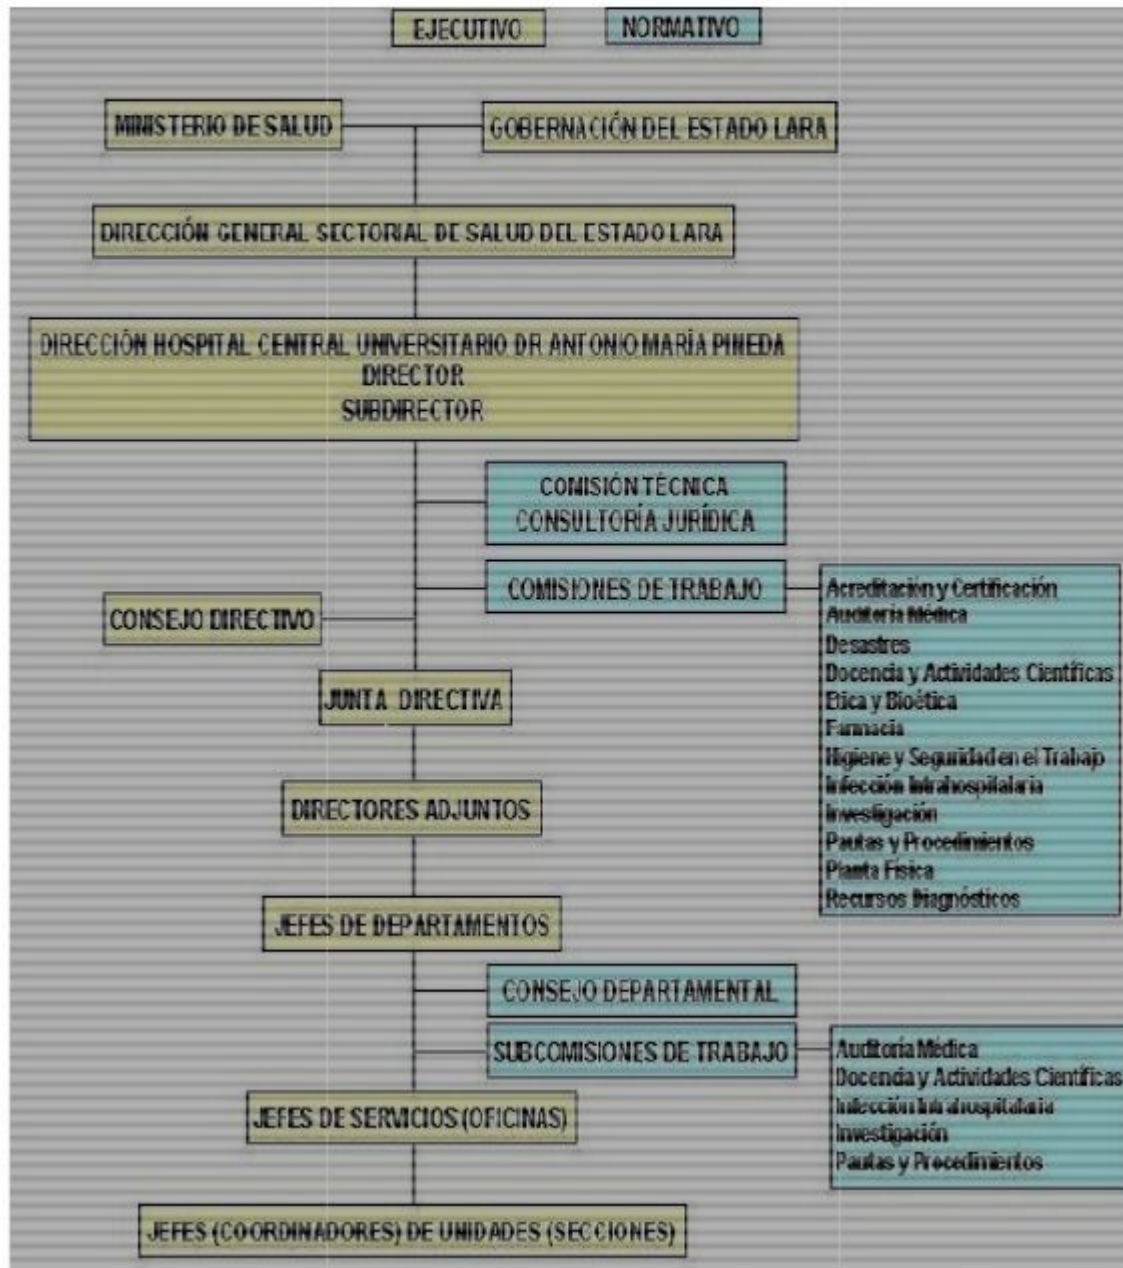 EJECUTIVO
NORMATIVO
MINISTERIO DE SALUD
GOBERNACIÓN DEL ESTADO LARA
DIRECCIÓN GENERAL SECTORIAL DE SALUD DEL ESTADO LARA
DIRECCIÓN HOSPITAL CENTRAL UNIVERSITARIO DR ANTONIO MARÍA PINEDA
DIRECTOR
SUBDIRECTOR
COMISIÓN TÉCNICA
CONSULTORÍA JURÍDICA
COMISIONES DE TRABAJO
Acreditación y Certificación
Auditoría Médica
Desastres
Docencia y Actividades Científicas
Etica y Bioética
Farmacia
Higiene y Seguridad en el Trabajo
Infección Intrahospitalaria
Investigación
Pautas y Procedimientos
Planta Física
Recursos Diagnósticos
CONSEJO DIRECTIVO
JUNTA DIRECTIVA
DIRECTORES ADJUNTOS
JEFES DE DEPARTAMENTOS
CONSEJO DEPARTAMENTAL
SUBCOMISIONES DE TRABAJO
Auditoría Médica
Docencia y Actividades Científicas
Infección Intrahospitalaria
Investigación
Pautas y Procedimientos
JEFES DE SERVICIOS (OFICINAS)
JEFES (COORDINADORES) DE UNIDADES (SECCIONES)